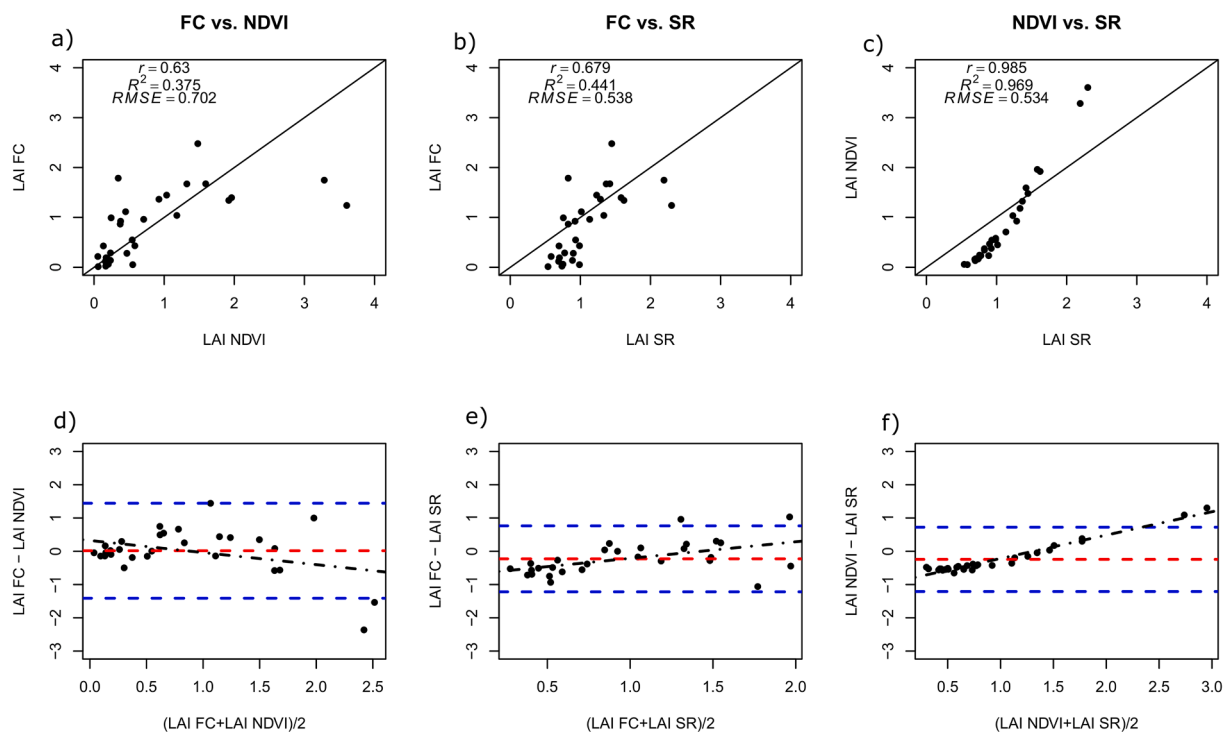 FC vs. NDVI
FC vs. SR
NDVI vs. SR
a)
r = 0.63
R² = 0.375
RMSE = 0.702
LAI FC
4
3
2
1
0
0 1 2 3 4
LAI NDVI
b)
r = 0.679
R² = 0.441
RMSE = 0.538
LAI FC
4
3
2
1
0
0 1 2 3 4
LAI SR
c)
r = 0.985
R² = 0.969
RMSE = 0.534
LAI NDVI
4
3
2
1
0
0 1 2 3 4
LAI SR
d)
LAI FC − LAI NDVI
3
2
1
0
−1
−2
−3
0.0 0.5 1.0 1.5 2.0 2.5
(LAI FC+LAI NDVI)/2
e)
LAI FC − LAI SR
3
2
1
0
−1
−2
−3
0.5 1.0 1.5 2.0
(LAI FC+LAI SR)/2
f)
LAI NDVI − LAI SR
3
2
1
0
−1
−2
−3
0.5 1.0 1.5 2.0 2.5 3.0
(LAI NDVI+LAI SR)/2